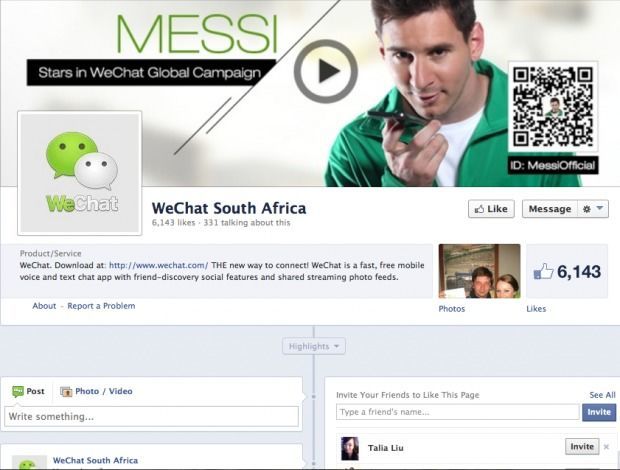 MESSI
Stars in WeChat Global Campaign
ID: MessiOfficial
WeChat
WeChat South Africa
6,143 likes · 331 talking about this
Like
Message
Product/Service
WeChat. Download at: http://www.wechat.com/ THE new way to connect! WeChat is a fast, free mobile
voice and text chat app with friend-discovery social features and shared streaming photo feeds.
About - Report a Problem
6,143
Photos
Likes
Highlights
Post
Photo / Video
Write something...
WeChat South Africa
Invite Your Friends to Like This Page
See All
Type a friend's name...
Invite
Talia Liu
Invite